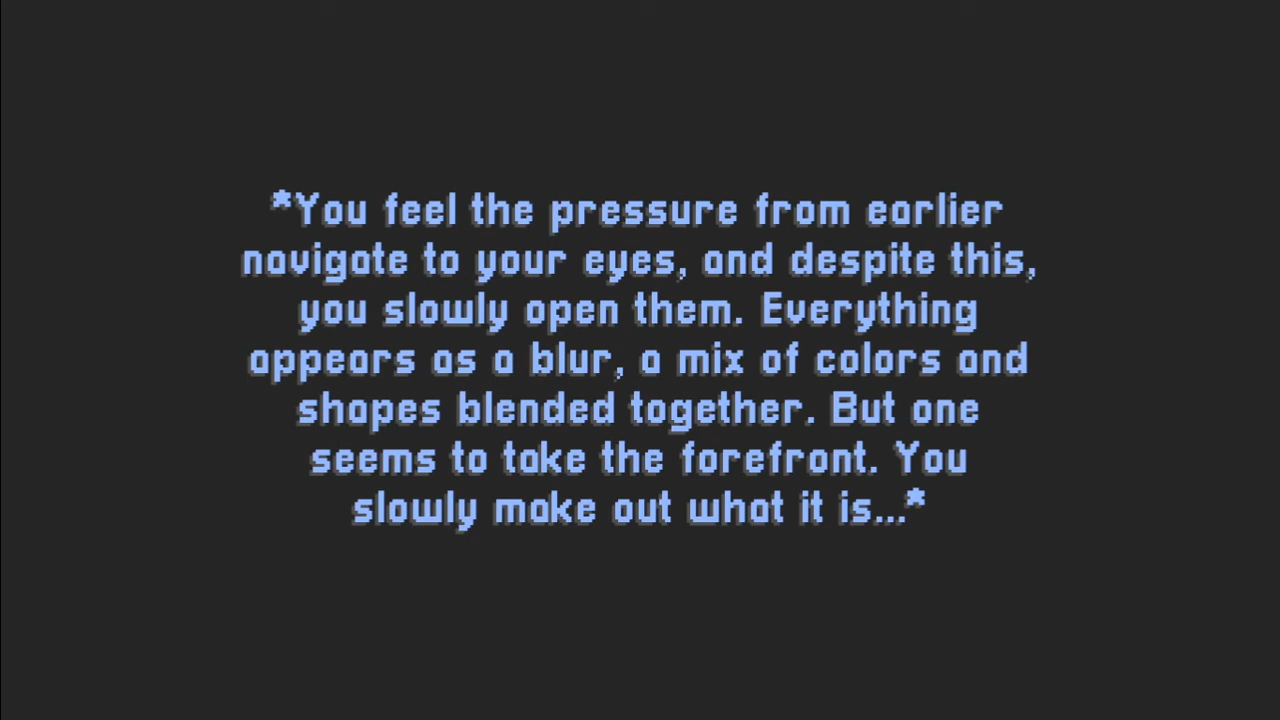 *You feel the pressure from earlier
navigate to your eyes, and despite this,
you slowly open them. Everything
appears as a blur, a mix of colors and
shapes blended together. But one
seems to take the forefront. You
slowly make out what it is...*